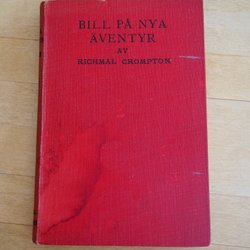 BILL PÅ NYA
ÄVENTYR
AV
RICHMAL CROMPTON